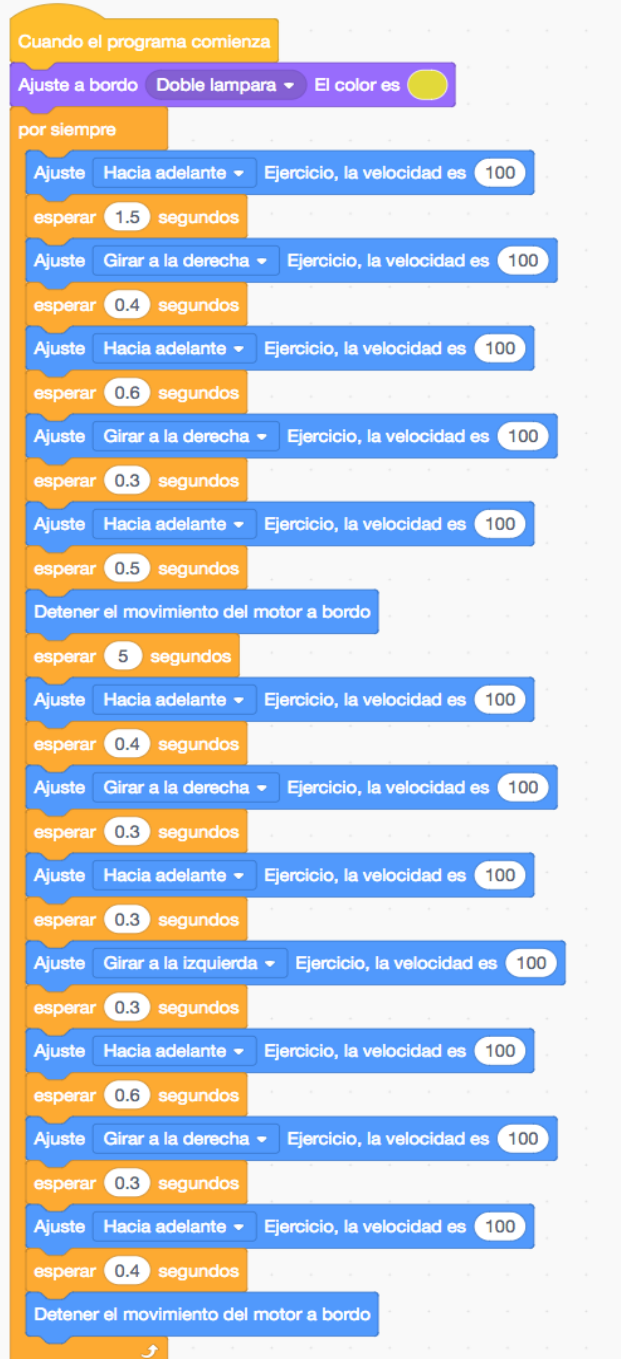 Cuando el programa comienza
Ajuste a bordo Doble lampara El color es
por siempre
Ajuste Hacia adelante Ejercicio, la velocidad es 100
esperar 1.5 segundos
Ajuste Girar a la derecha Ejercicio, la velocidad es 100
esperar 0.4 segundos
Ajuste Hacia adelante Ejercicio, la velocidad es 100
esperar 0.6 segundos
Ajuste Girar a la derecha Ejercicio, la velocidad es 100
esperar 0.3 segundos
Ajuste Hacia adelante Ejercicio, la velocidad es 100
esperar 0.5 segundos
Detener el movimiento del motor a bordo
esperar 5 segundos
Ajuste Hacia adelante Ejercicio, la velocidad es 100
esperar 0.4 segundos
Ajuste Girar a la derecha Ejercicio, la velocidad es 100
esperar 0.3 segundos
Ajuste Hacia adelante Ejercicio, la velocidad es 100
esperar 0.3 segundos
Ajuste Girar a la izquierda Ejercicio, la velocidad es 100
esperar 0.3 segundos
Ajuste Hacia adelante Ejercicio, la velocidad es 100
esperar 0.6 segundos
Ajuste Girar a la derecha Ejercicio, la velocidad es 100
esperar 0.3 segundos
Ajuste Hacia adelante Ejercicio, la velocidad es 100
esperar 0.4 segundos
Detener el movimiento del motor a bordo